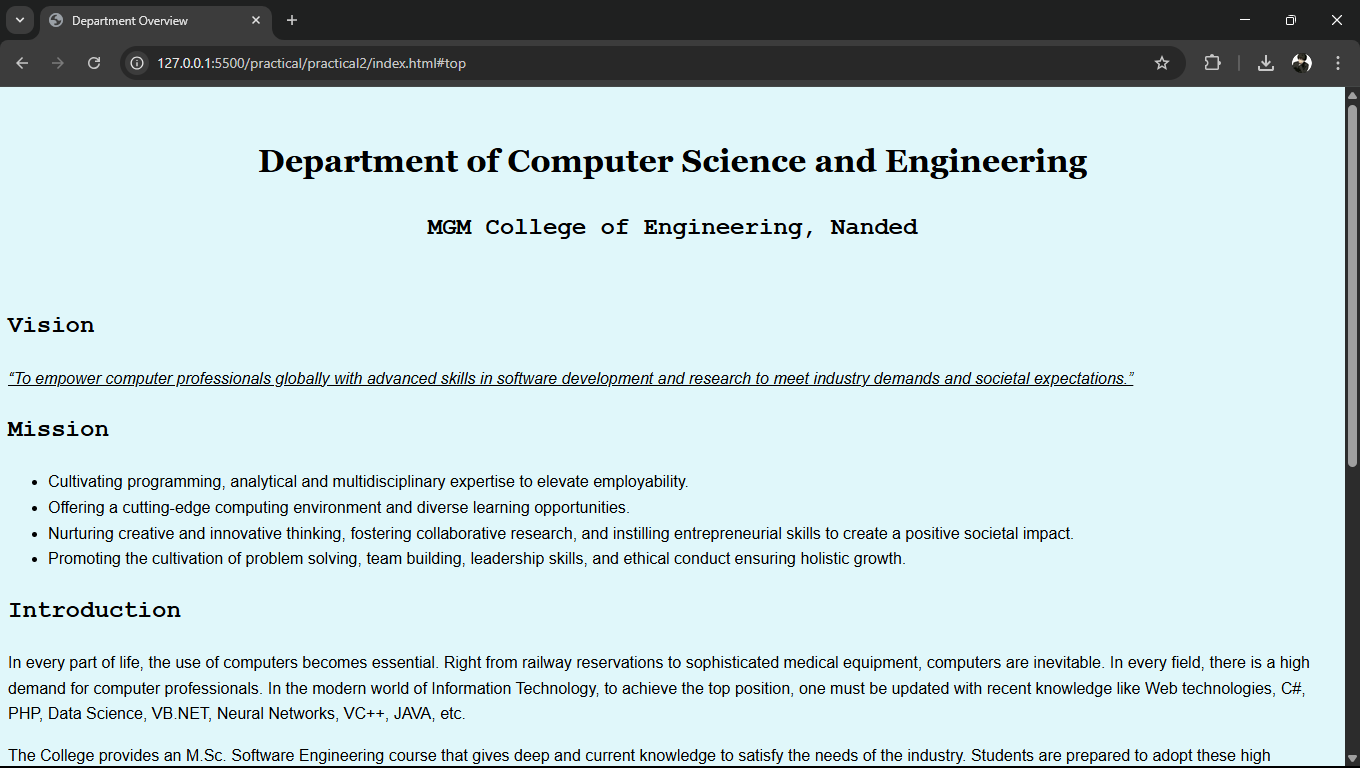 Department Overview
127.0.0.1:5500/practical/practical2/index.html#top
Department of Computer Science and Engineering
MGM College of Engineering, Nanded
Vision
“To empower computer professionals globally with advanced skills in software development and research to meet industry demands and societal expectations.”
Mission
• Cultivating programming, analytical and multidisciplinary expertise to elevate employability.
• Offering a cutting-edge computing environment and diverse learning opportunities.
• Nurturing creative and innovative thinking, fostering collaborative research, and instilling entrepreneurial skills to create a positive societal impact.
• Promoting the cultivation of problem solving, team building, leadership skills, and ethical conduct ensuring holistic growth.
Introduction
In every part of life, the use of computers becomes essential. Right from railway reservations to sophisticated medical equipment, computers are inevitable. In every field, there is a high
demand for computer professionals. In the modern world of Information Technology, to achieve the top position, one must be updated with recent knowledge like Web technologies, C#,
PHP, Data Science, VB.NET, Neural Networks, VC++, JAVA, etc.
The College provides an M.Sc. Software Engineering course that gives deep and current knowledge to satisfy the needs of the industry. Students are prepared to adopt these high